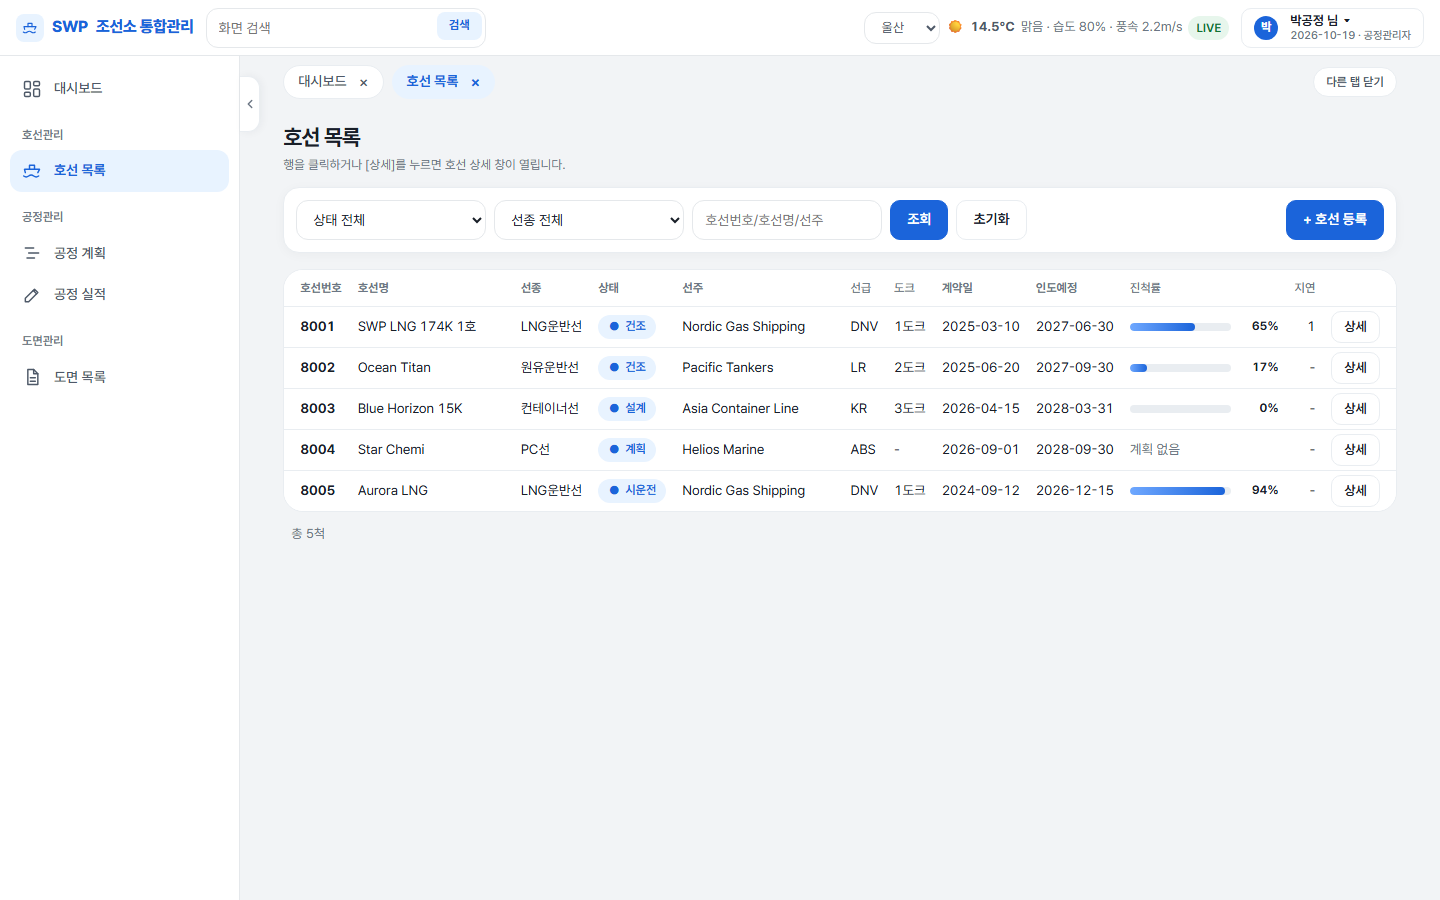 SWP 조선소 통합관리 화면 검색 검색 울산 14.5°C 맑음 · 습도 80% · 풍속 2.2m/s LIVE 박 박공정 님
2026-10-19 · 공정관리자
대시보드
호선관리
호선 목록
공정관리
공정 계획
공정 실적
도면관리
도면 목록
대시보드 × 호선 목록 × 다른 탭 닫기
호선 목록
행을 클릭하거나 [상세]를 누르면 호선 상세 창이 열립니다.
상태 전체 선종 전체 호선번호/호선명/선주 조회 초기화 + 호선 등록
호선번호 호선명 선종 상태 선주 선급 도크 계약일 인도예정 진척률 지연
8001 SWP LNG 174K 1호 LNG운반선 건조 Nordic Gas Shipping DNV 1도크 2025-03-10 2027-06-30 65% 1 상세
8002 Ocean Titan 원유운반선 건조 Pacific Tankers LR 2도크 2025-06-20 2027-09-30 17% - 상세
8003 Blue Horizon 15K 컨테이너선 설계 Asia Container Line KR 3도크 2026-04-15 2028-03-31 0% - 상세
8004 Star Chemi PC선 계획 Helios Marine ABS - 2026-09-01 2028-09-30 계획 없음 - 상세
8005 Aurora LNG LNG운반선 시운전 Nordic Gas Shipping DNV 1도크 2024-09-12 2026-12-15 94% - 상세
총 5척